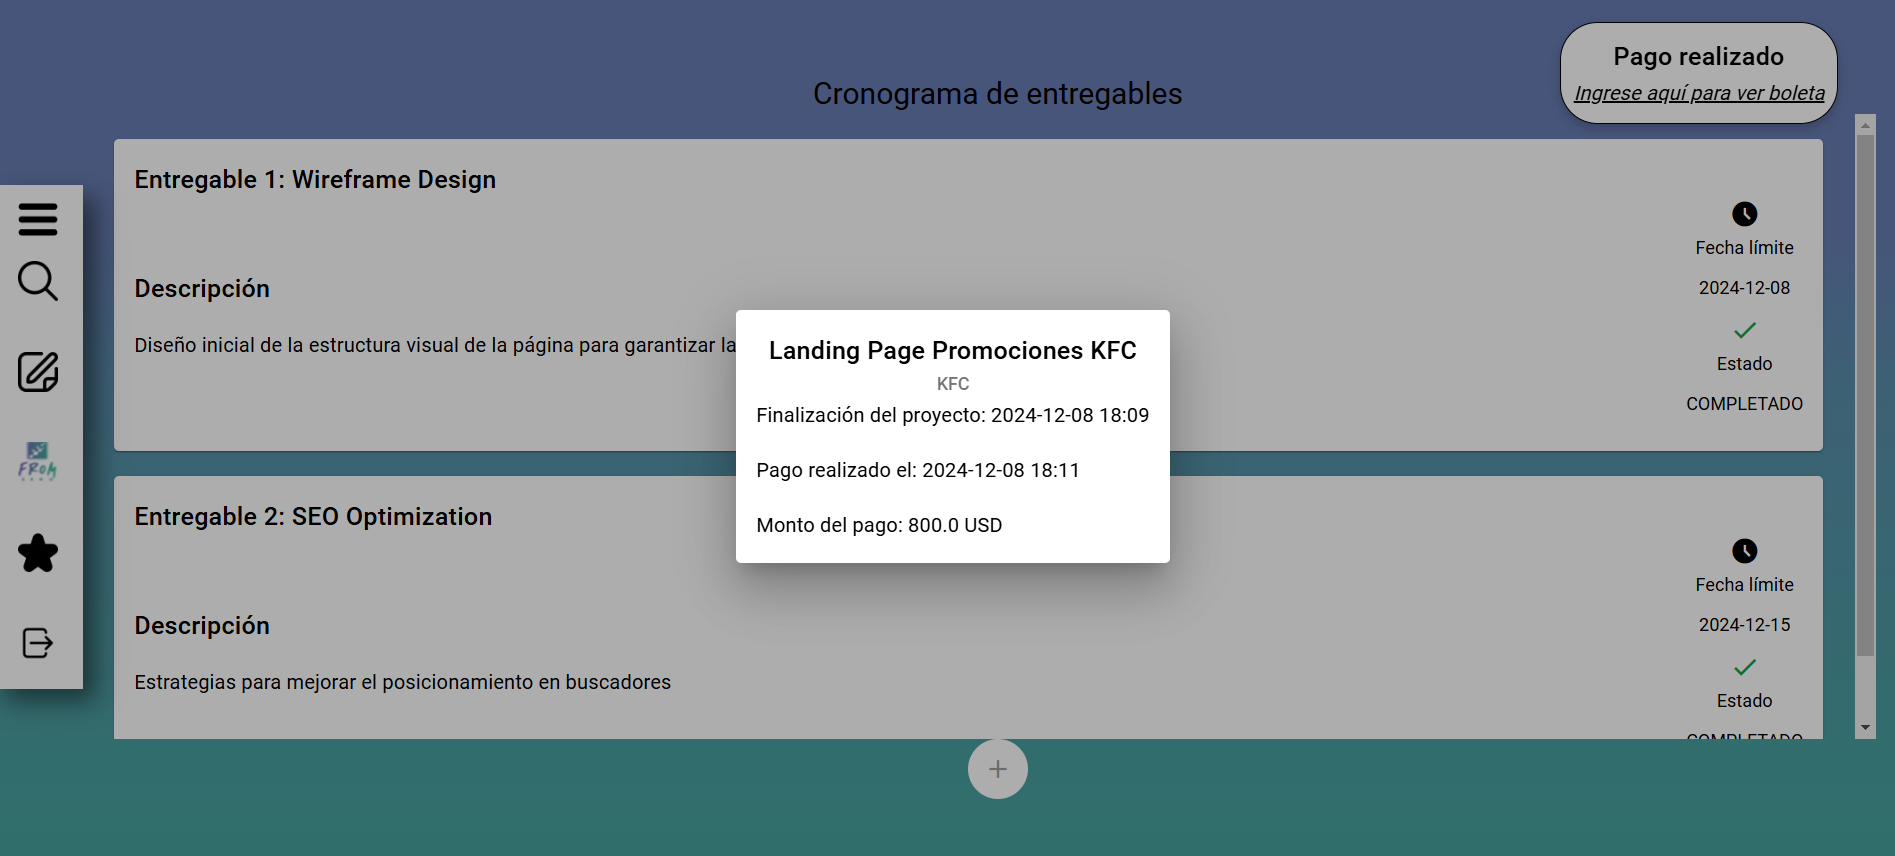 Pago realizado
Ingrese aquí para ver boleta
Cronograma de entregables
Entregable 1: Wireframe Design
Fecha límite
2024-12-08
Descripción
Diseño inicial de la estructura visual de la página para garantizar la
Estado
COMPLETADO
Landing Page Promociones KFC
KFC
Finalización del proyecto: 2024-12-08 18:09
Pago realizado el: 2024-12-08 18:11
Monto del pago: 800.0 USD
FROM
Entregable 2: SEO Optimization
Fecha límite
2024-12-15
Descripción
Estrategias para mejorar el posicionamiento en buscadores
Estado
COMPLETADO